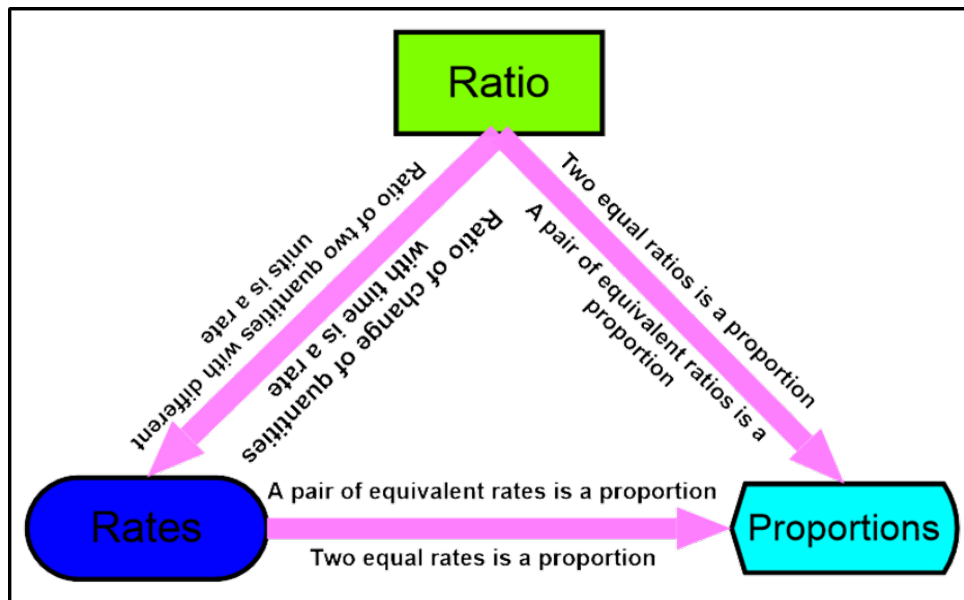 Ratio
Two equal ratios is a proportion
A pair of equivalent ratios is a
proportion
Ratio of two quantities with different
units is a rate
Ratio of change of quantities
with time is a rate
Rates
A pair of equivalent rates is a proportion
Two equal rates is a proportion
Proportions